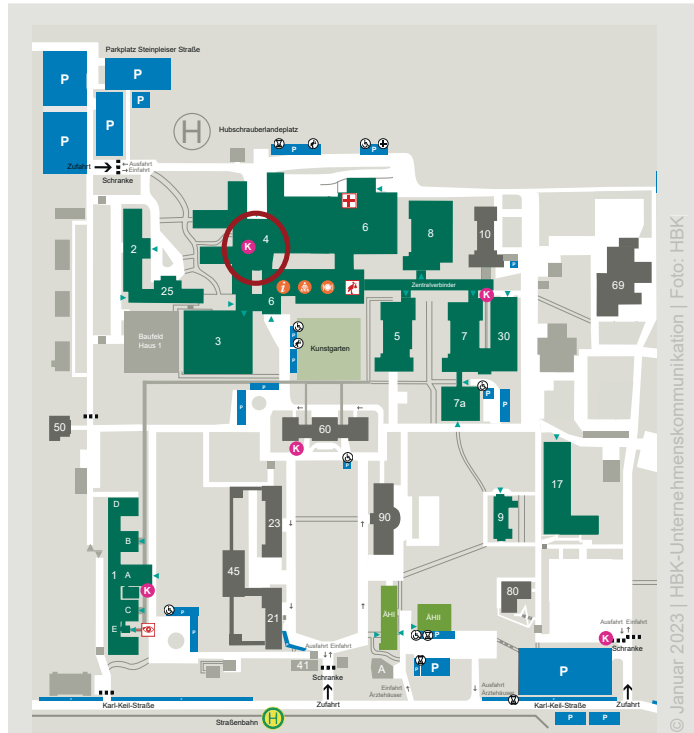 Parkplatz Steinpleiser Straße
P
P
P
P
P
H
Hubschrauberlandeplatz
P
P
Zufahrt
Ausfahrt
Einfahrt
Schranke
4
K
6
8
10
2
25
69
i
Zentralverbinder
K
6
3
5
7
30
Baufeld
Haus 1
Kunstgarten
P
P
7a
50
60
K
P
17
D
23
90
9
B
45
1
A
K
C
E
21
ÄHI
ÄHII
80
P
P
K
Ausfahrt Einfahrt
Schranke
41
Ausfahrt Einfahrt
Schranke
A
P
P
Einfahrt
Ärztehäuser
Ausfahrt
Ärztehäuser
Karl-Keil-Straße
Zufahrt
Karl-Keil-Straße
Zufahrt
Straßenbahn
H
P
P
© Januar 2023 | HBK-Unternehmenskommunikation | Foto: HBK